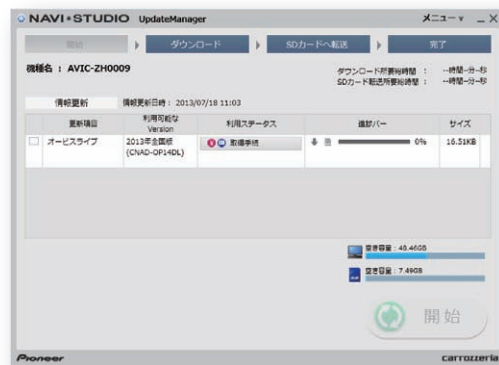 NAVI★STUDIO UpdateManager メニュー
開始 ダウンロード SDカードへ転送 完了
機種名 : AVIC-ZH0009
ダウンロード所要総時間 : --時間--分--秒
SDカード転送所要総時間 : --時間--分--秒
情報更新 情報更新日時 : 2013/07/18 11:03
更新項目 利用可能な Version 利用ステータス 進捗バー サイズ
オービスライブ 2013年全国版 {CNAD-OP14DL} 取得手続 0% 16.51KB
空き容量 : 48.46GB
空き容量 : 7.49GB
開始
Pioneer carrozzeria